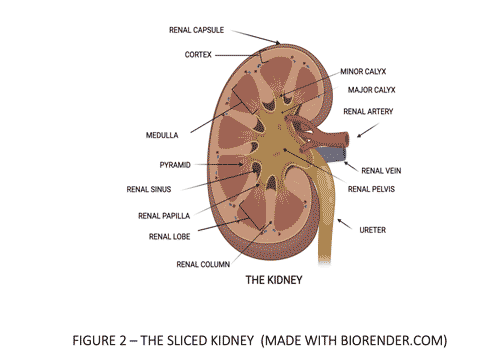 RENAL CAPSULE
CORTEX
MINOR CALYX
MAJOR CALYX
RENAL ARTERY
MEDULLA
PYRAMID
RENAL VEIN
RENAL SINUS
RENAL PELVIS
RENAL PAPILLA
URETER
RENAL LOBE
RENAL COLUMN
THE KIDNEY
FIGURE 2 – THE SLICED KIDNEY (MADE WITH BIORENDER.COM)